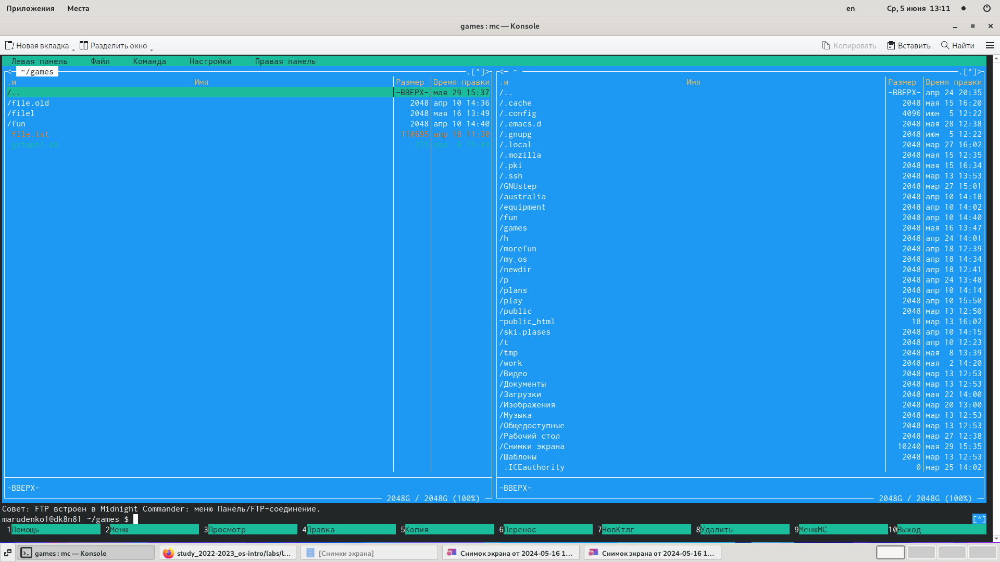 Приложения Места en Ср, 5 июня 13:11
games : mc — Konsole
Новая вкладка Разделить окно Копировать Вставить Найти
Левая панель Файл Команда Настройки Правая панель
<─ ~/games .[^]> <─ ~ .[^]>
.и Имя Размер Время правки .и Имя Размер Время правки
/.. -ВВЕРХ- мая 29 15:37 /.. -ВВЕРХ- апр 24 20:35
/file.old 2048 апр 10 14:36 /.cache 2048 мая 15 16:20
/filel 2048 мая 16 13:49 /.config 4096 июн 5 12:22
/fun 2048 апр 10 14:40 /.emacs.d 2048 мая 28 12:38
file.txt 110695 апр 18 11:30 /.gnupg 2048 июн 5 12:22
getopt1.sh 275 мая 8 15:49 /.local 2048 мар 27 16:02
/.mozilla 2048 мая 15 12:35
/.pki 2048 мая 15 16:34
/.ssh 2048 мар 13 13:53
/GNUstep 2048 мар 27 15:01
/australia 2048 апр 10 14:18
/equipment 2048 апр 10 14:02
/fun 2048 апр 10 14:40
/games 2048 мая 16 13:47
/h 2048 апр 24 14:01
/morefun 2048 апр 18 12:39
/my_os 2048 апр 18 14:34
/newdir 2048 апр 18 12:41
/p 2048 апр 24 13:48
/plans 2048 апр 10 14:14
/play 2048 апр 10 15:50
/public 2048 мар 13 12:50
~public_html 18 мар 13 16:02
/ski.plases 2048 апр 10 14:15
/t 2048 апр 10 12:23
/tmp 2048 мая 8 13:39
/work 2048 мая 2 14:20
/Видео 2048 мар 13 12:53
/Документы 2048 мар 13 12:53
/Загрузки 2048 мая 22 14:00
/Изображения 2048 мар 20 13:00
/Музыка 2048 мар 13 12:53
/Общедоступные 2048 мар 13 12:53
/Рабочий стол 2048 мар 27 12:38
/Снимки экрана 10240 мая 29 15:35
/Шаблоны 2048 мар 13 12:53
.ICEauthority 0 мар 25 14:02
-ВВЕРХ- -ВВЕРХ-
2048G / 2048G (100%) 2048G / 2048G (100%)
Совет: FTP встроен в Midnight Commander: меню Панель/FTP-соединение.
marudenko1@dk8n81 ~/games $ [^]
1Помощь 2Меню 3Просмотр 4Правка 5Копия 6Перенос 7НовКтлг 8Удалить 9МенюМС 10Выход
games : mc — Konsole study_2022-2023_os-intro/labs/l... [Снимки экрана] Снимок экрана от 2024-05-16 1... Снимок экрана от 2024-05-16 1...